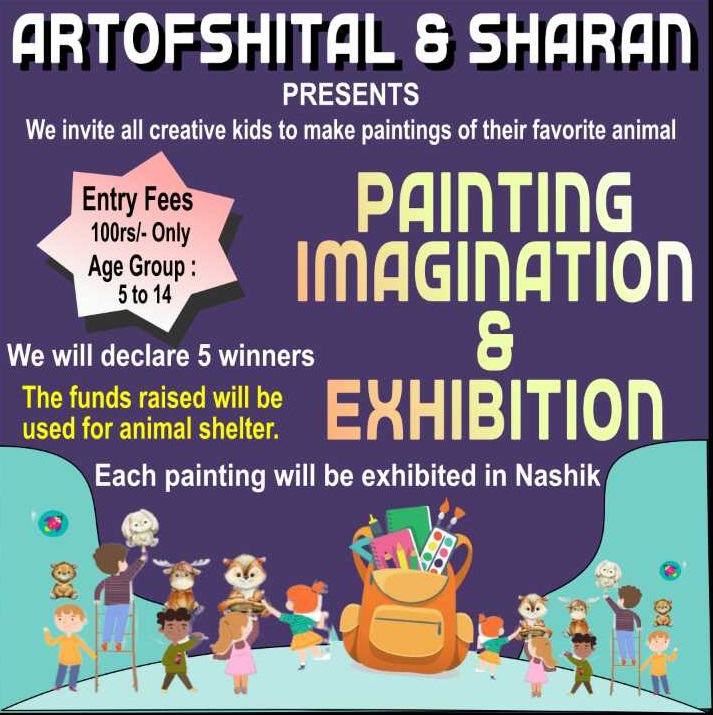 ARTOFSHITAL & SHARAN
PRESENTS
We invite all creative kids to make paintings of their favorite animal
Entry Fees
100rs/- Only
Age Group :
5 to 14
PAINTING
IMAGINATION
&
EXHIBITION
We will declare 5 winners
The funds raised will be
used for animal shelter.
Each painting will be exhibited in Nashik